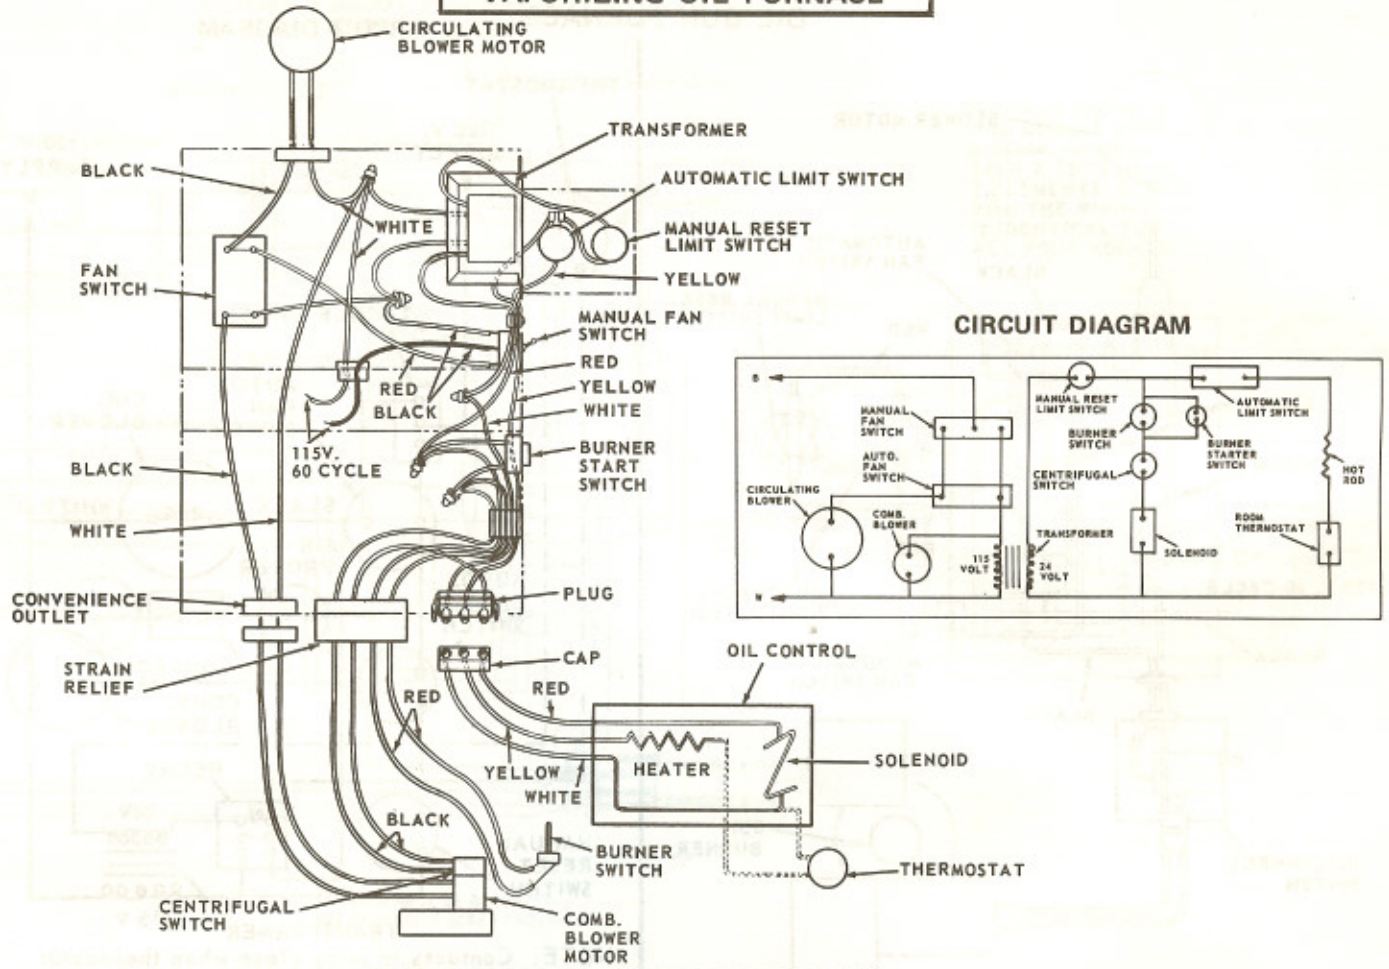 VAPORIZING OIL FURNACE
CIRCULATING
BLOWER MOTOR
TRANSFORMER
BLACK
AUTOMATIC LIMIT SWITCH
WHITE
MANUAL RESET
LIMIT SWITCH
FAN
SWITCH
YELLOW
MANUAL FAN
SWITCH
RED
RED
BLACK
YELLOW
WHITE
115V.
60 CYCLE
BURNER
START
SWITCH
BLACK
WHITE
CONVENIENCE
OUTLET
PLUG
STRAIN
RELIEF
CAP
OIL CONTROL
RED
RED
YELLOW
WHITE
HEATER
SOLENOID
BLACK
BURNER
SWITCH
THERMOSTAT
CENTRIFUGAL
SWITCH
COMB.
BLOWER
MOTOR
CIRCUIT DIAGRAM
MANUAL RESET
LIMIT SWITCH
AUTOMATIC
LIMIT SWITCH
MANUAL
FAN
SWITCH
BURNER
SWITCH
BURNER
STARTER
SWITCH
AUTO.
FAN
SWITCH
CENTRIFUGAL
SWITCH
HOT
ROD
CIRCULATING
BLOWER
COMB.
BLOWER
ROOM
THERMOSTAT
TRANSFORMER
SOLENOID
115
VOLT
24
VOLT
W